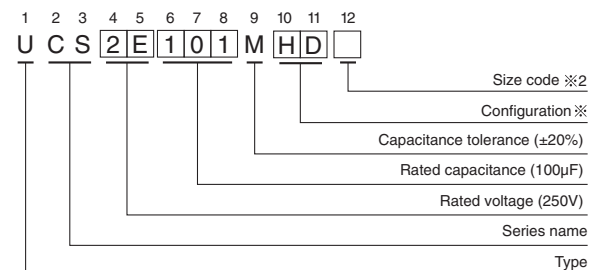 1 2 3 4 5 6 7 8 9 10 11 12
U C S 2 E 1 0 1 M H D
Size code ※2
Configuration ※
Capacitance tolerance (±20%)
Rated capacitance (100µF)
Rated voltage (250V)
Series name
Type